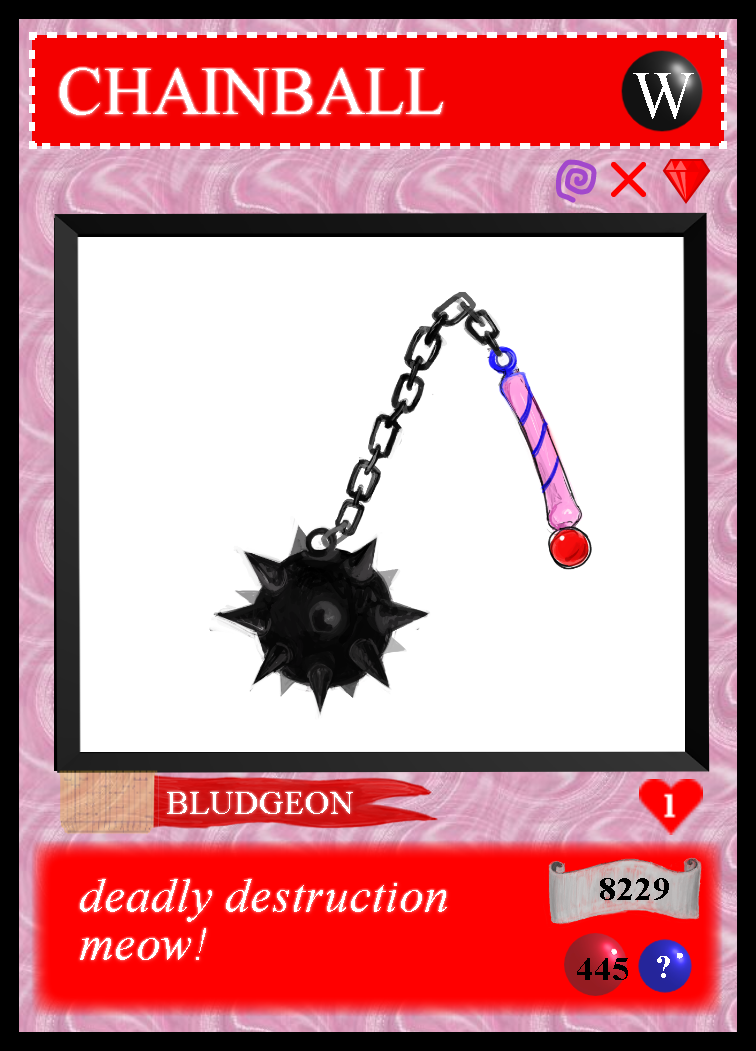 CHAINBALL
W
BLUDGEON
1
deadly destruction
meow!
8229
445
?